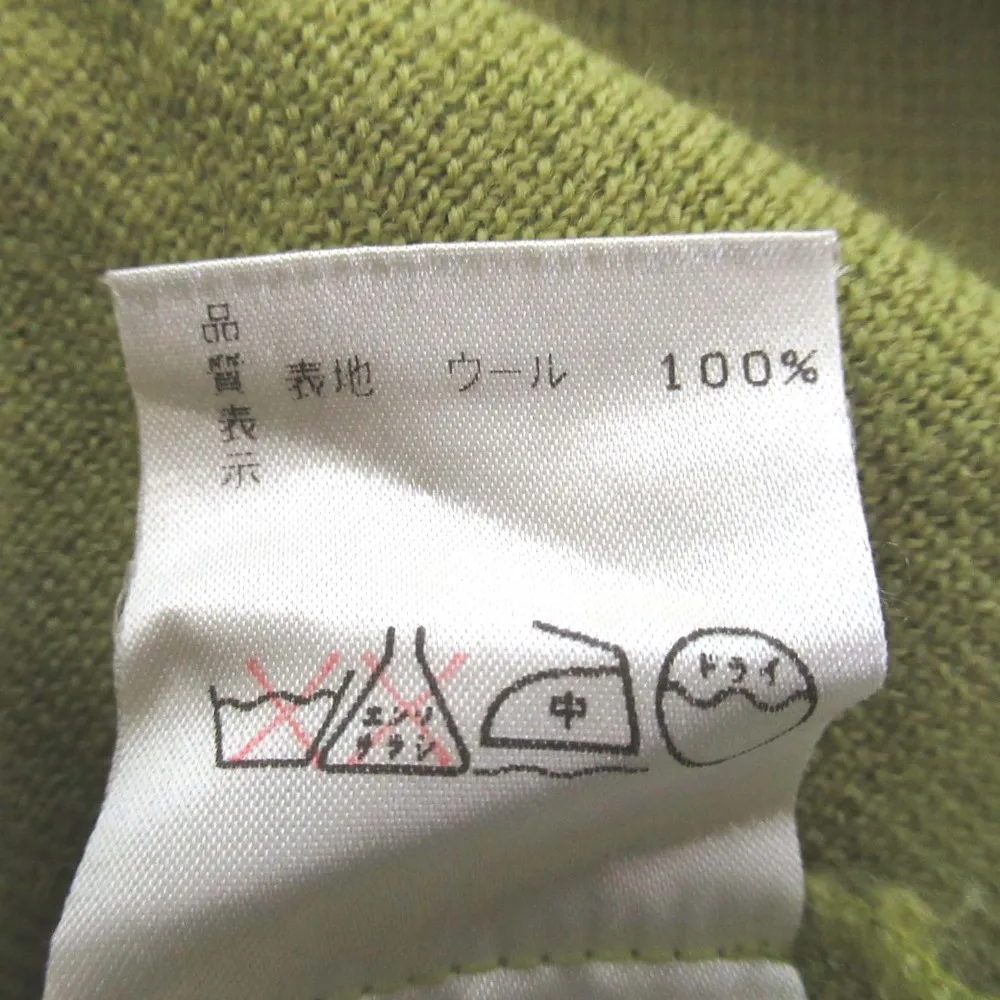 品質表示
表地 ウール 100%
エンソ
サラシ
中
ドライ